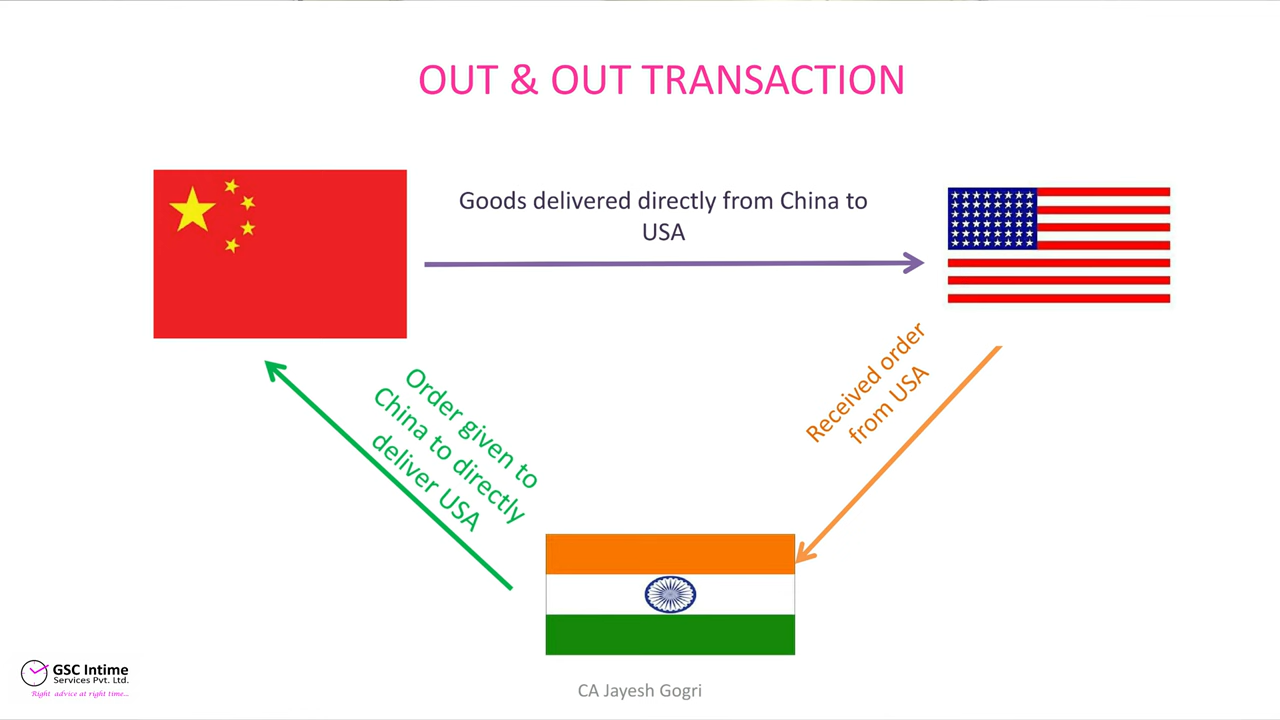 OUT & OUT TRANSACTION
Goods delivered directly from China to
USA
Received order
from USA
Order given to
China to directly
deliver USA
GSC Intime
Services Pvt. Ltd.
Right advice at right time...
CA Jayesh Gogri